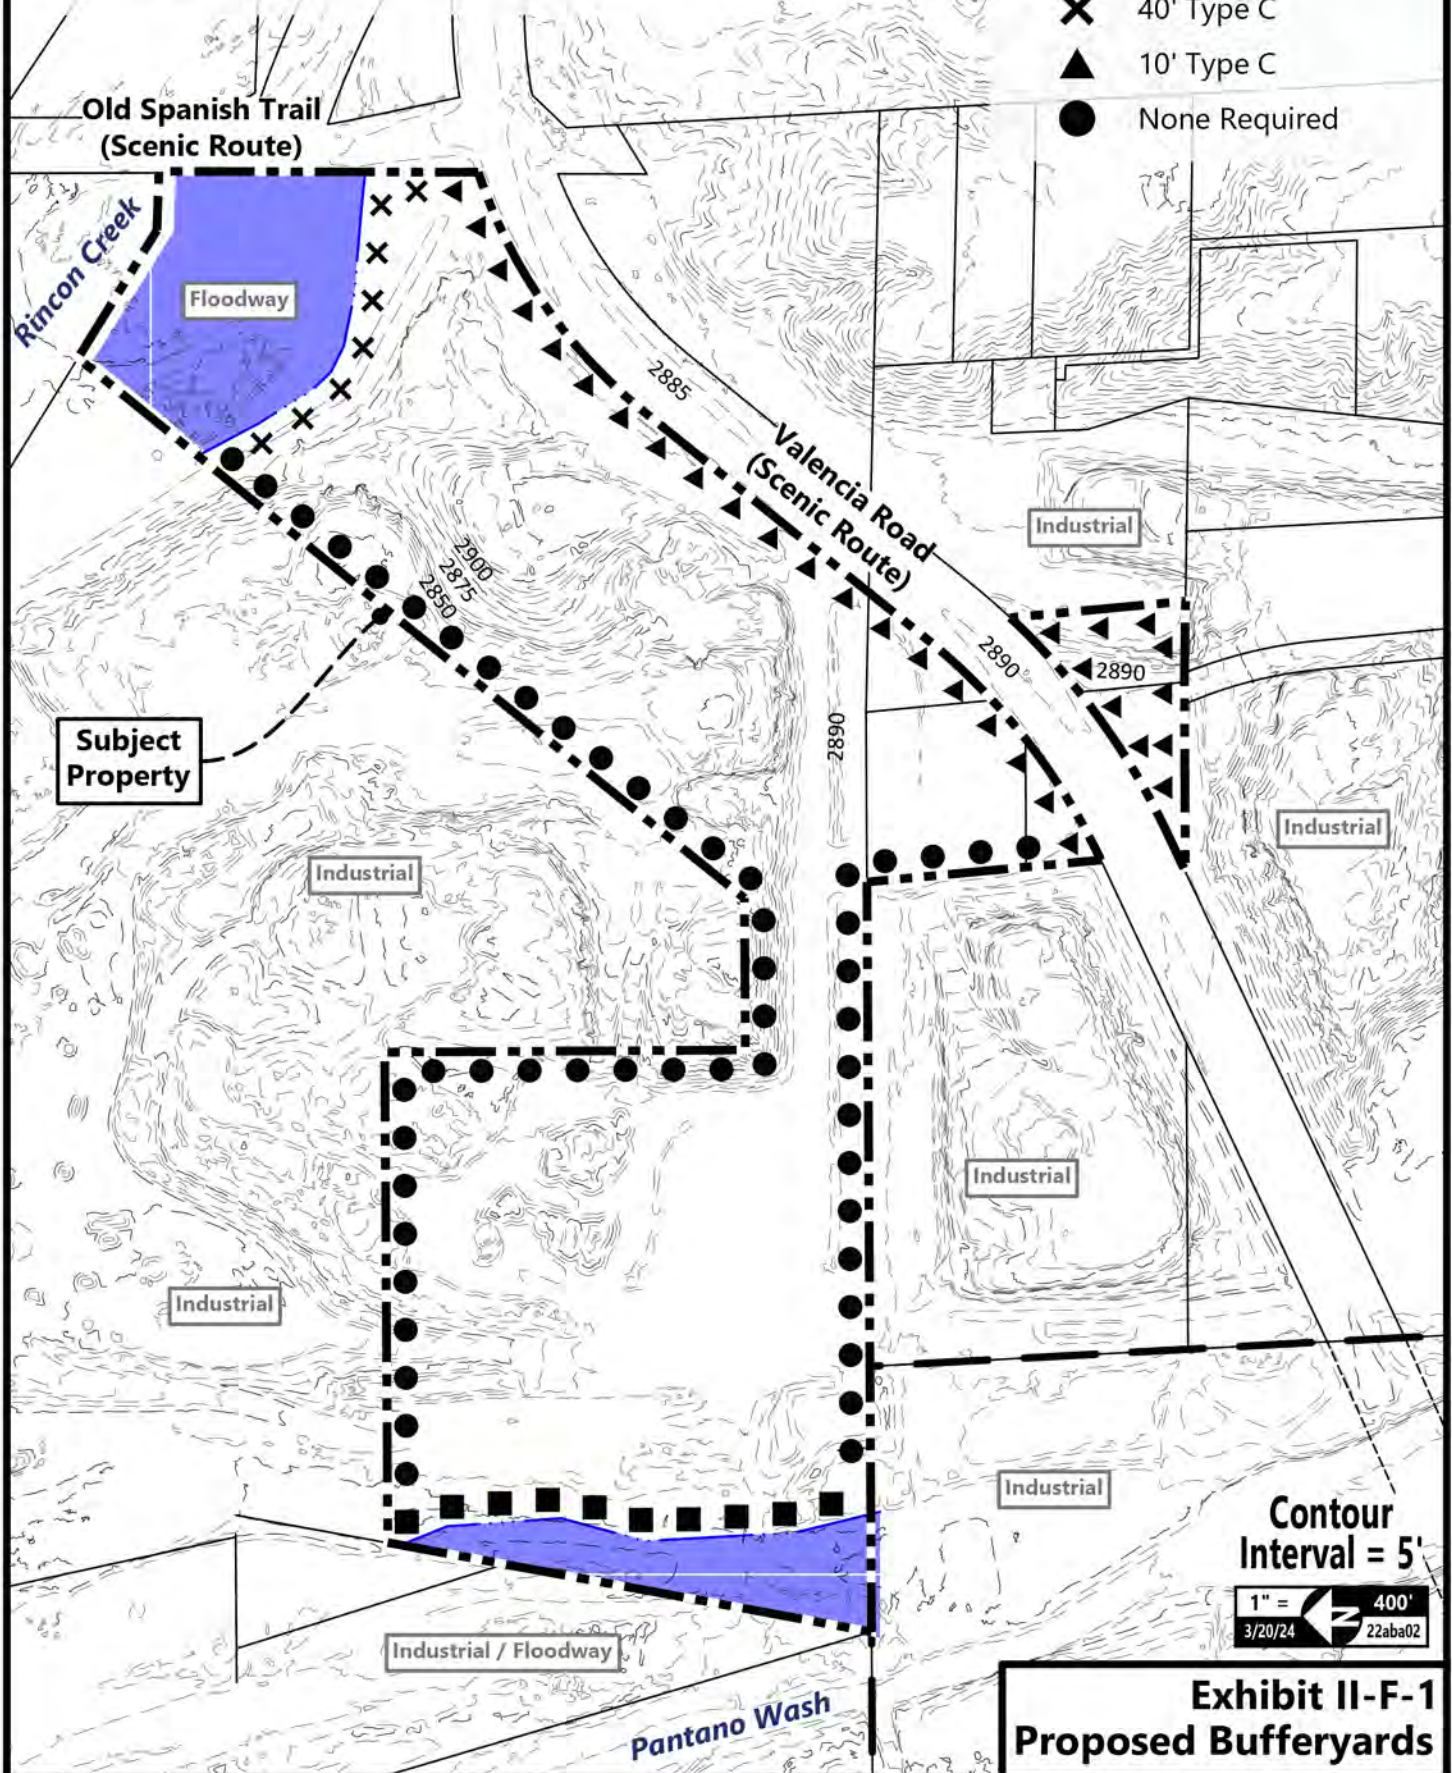 40' Type C
10' Type C
None Required
Old Spanish Trail
(Scenic Route)
Rincon Creek
Floodway
2885
Valencia Road
(Scenic Route)
Industrial
2900
2875
2850
2890
2890
2890
Subject
Property
Industrial
Industrial
Industrial
Industrial
Industrial
Contour
Interval = 5'
1" =
400'
3/20/24
N
22aba02
Industrial / Floodway
Pantano Wash
Exhibit II-F-1
Proposed Bufferyards